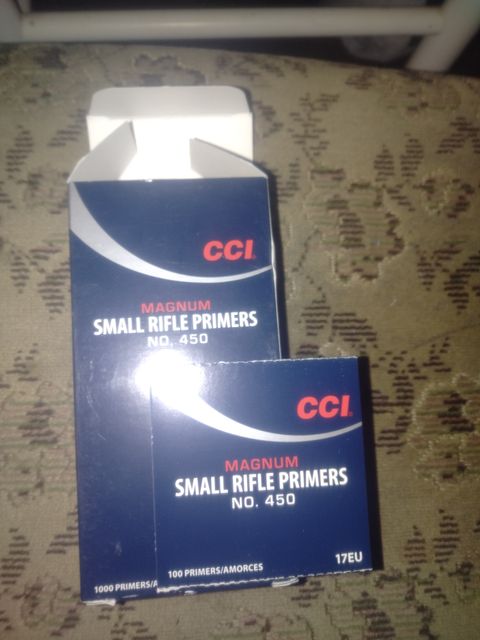 CCI
MAGNUM
SMALL RIFLE PRIMERS
NO. 450
1000 PRIMERS/A
CCI
MAGNUM
SMALL RIFLE PRIMERS
NO. 450
100 PRIMERS/AMORCES
17EU